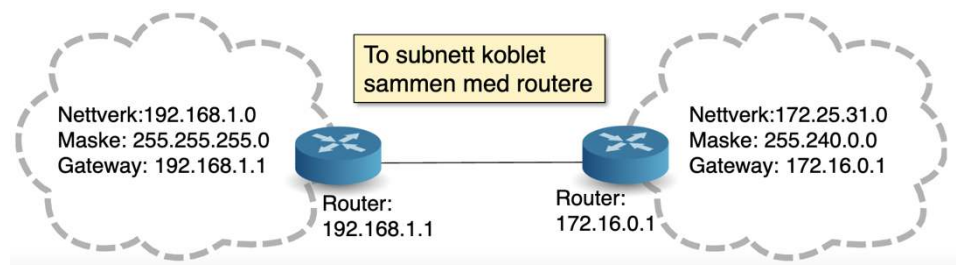 To subnett koblet
sammen med routere
Nettverk:192.168.1.0
Maske: 255.255.255.0
Gateway: 192.168.1.1
Router:
192.168.1.1
Nettverk:172.25.31.0
Maske: 255.240.0.0
Gateway: 172.16.0.1
Router:
172.16.0.1